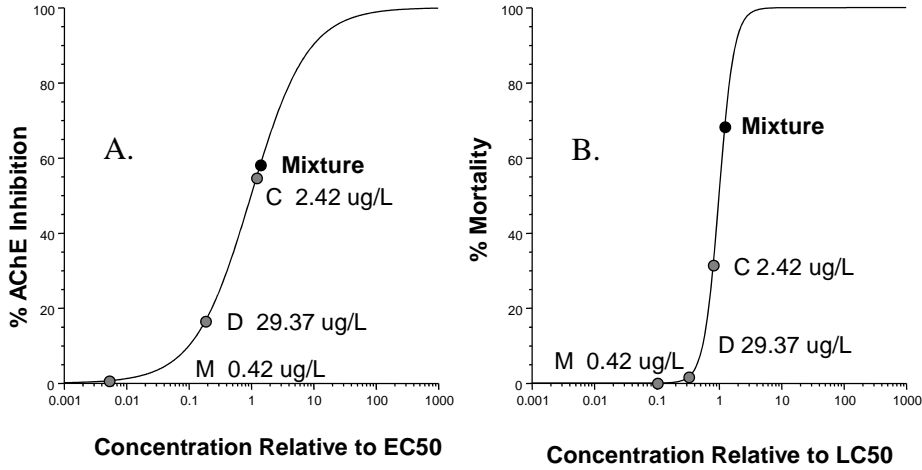 100
80
60
40
20
0
% AChE Inhibition
A.
Mixture
C 2.42 ug/L
D 29.37 ug/L
M 0.42 ug/L
0.001 0.01 0.1 1 10 100 1000
Concentration Relative to EC50
100
80
60
40
20
0
% Mortality
B.
Mixture
C 2.42 ug/L
D 29.37 ug/L
M 0.42 ug/L
0.001 0.01 0.1 1 10 100 1000
Concentration Relative to LC50